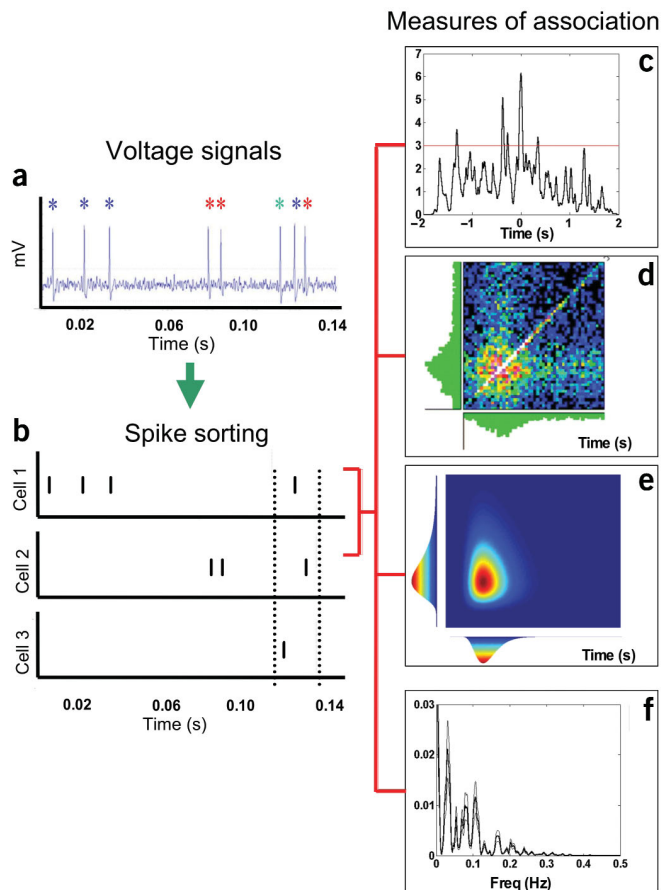 Measures of association
Voltage signals
a
* * * ** * **
mV
0.02 0.06 0.10 0.14
Time (s)
b
Spike sorting
Cell 1
Cell 2
Cell 3
0.02 0.06 0.10 0.14
Time (s)
c
7
6
5
4
3
2
1
0
–2 –1 0 1 2
Time (s)
d
Time (s)
e
Time (s)
f
0.03
0.02
0.01
0
0 0.1 0.2 0.3 0.4 0.5
Freq (Hz)